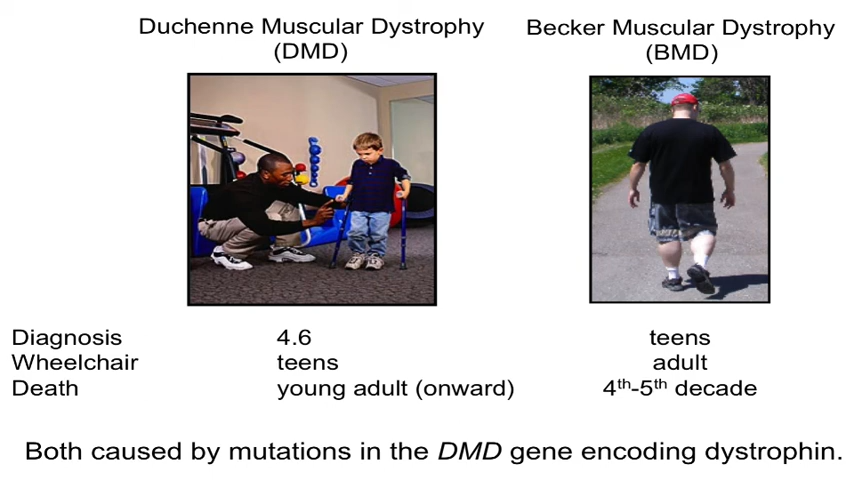 Duchenne Muscular Dystrophy
(DMD)
Becker Muscular Dystrophy
(BMD)
Diagnosis 4.6 teens
Wheelchair teens adult
Death young adult (onward) 4th-5th decade
Both caused by mutations in the DMD gene encoding dystrophin.